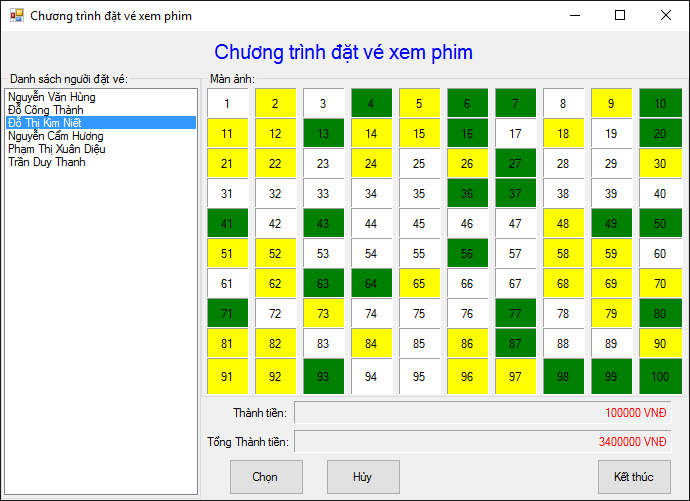 Chương trình đặt vé xem phim
Chương trình đặt vé xem phim
Danh sách người đặt vé:
Nguyễn Văn Hùng
Đỗ Công Thành
Đỗ Thị Kim Niết
Nguyễn Cẩm Hương
Phạm Thị Xuân Diệu
Trần Duy Thanh
Màn ảnh:
1 2 3 4 5 6 7 8 9 10
11 12 13 14 15 16 17 18 19 20
21 22 23 24 25 26 27 28 29 30
31 32 33 34 35 36 37 38 39 40
41 42 43 44 45 46 47 48 49 50
51 52 53 54 55 56 57 58 59 60
61 62 63 64 65 66 67 68 69 70
71 72 73 74 75 76 77 78 79 80
81 82 83 84 85 86 87 88 89 90
91 92 93 94 95 96 97 98 99 100
Thành tiền: 100000 VNĐ
Tổng Thành tiền: 3400000 VNĐ
Chọn Hủy Kết thúc